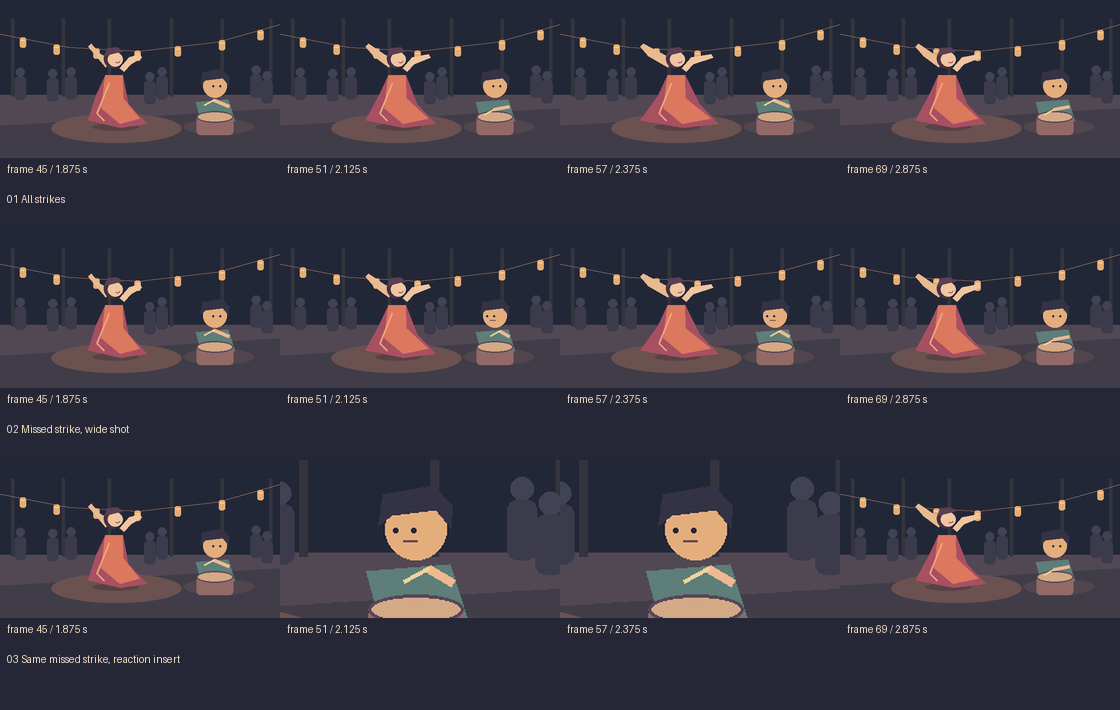 frame 45 / 1.875 s
frame 51 / 2.125 s
frame 57 / 2.375 s
frame 69 / 2.875 s
01 All strikes
frame 45 / 1.875 s
frame 51 / 2.125 s
frame 57 / 2.375 s
frame 69 / 2.875 s
02 Missed strike, wide shot
frame 45 / 1.875 s
frame 51 / 2.125 s
frame 57 / 2.375 s
frame 69 / 2.875 s
03 Same missed strike, reaction insert